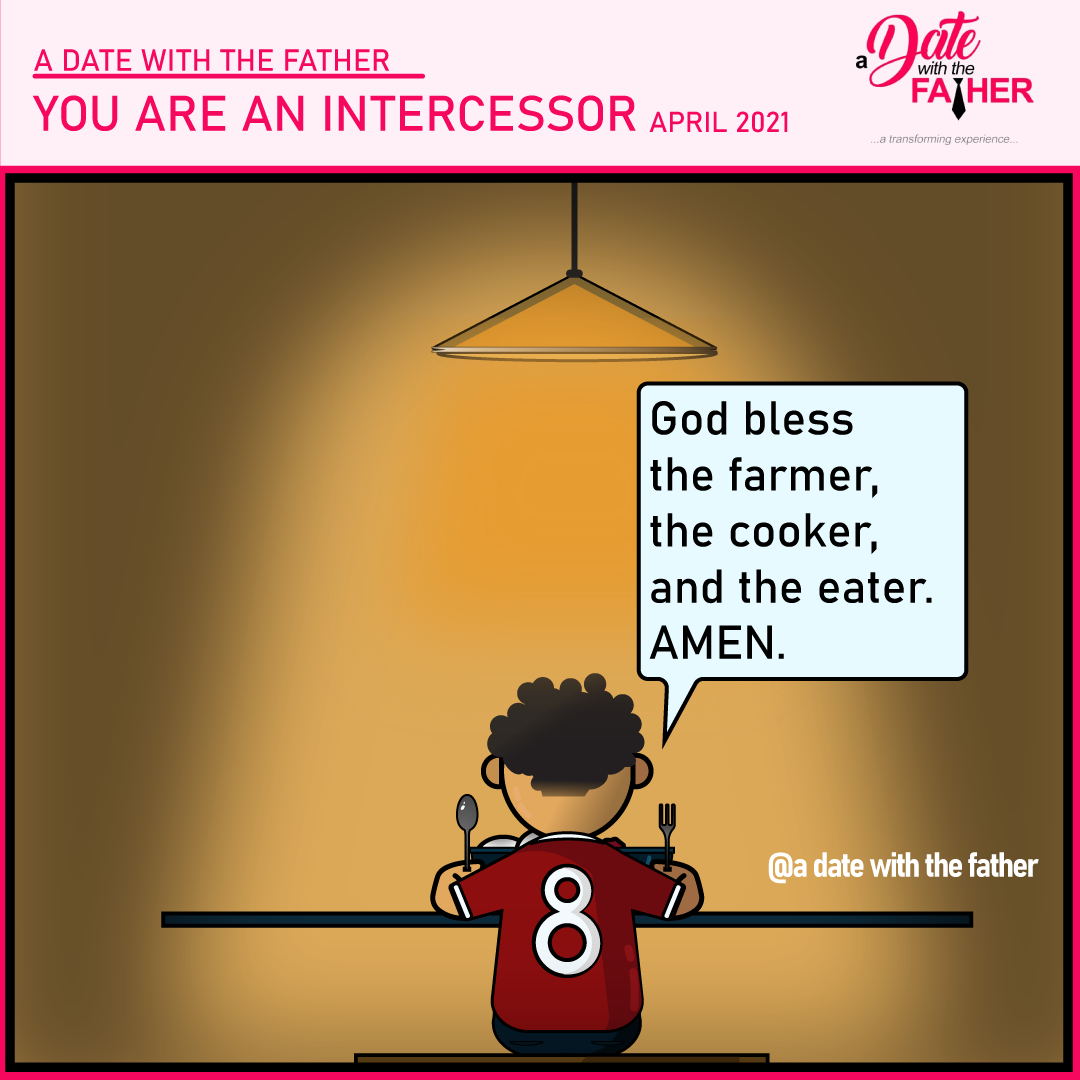 A DATE WITH THE FATHER
YOU ARE AN INTERCESSOR APRIL 2021
a Date
with the
FATHER
...a transforming experience...
God bless
the farmer,
the cooker,
and the eater.
AMEN.
8
@a date with the father